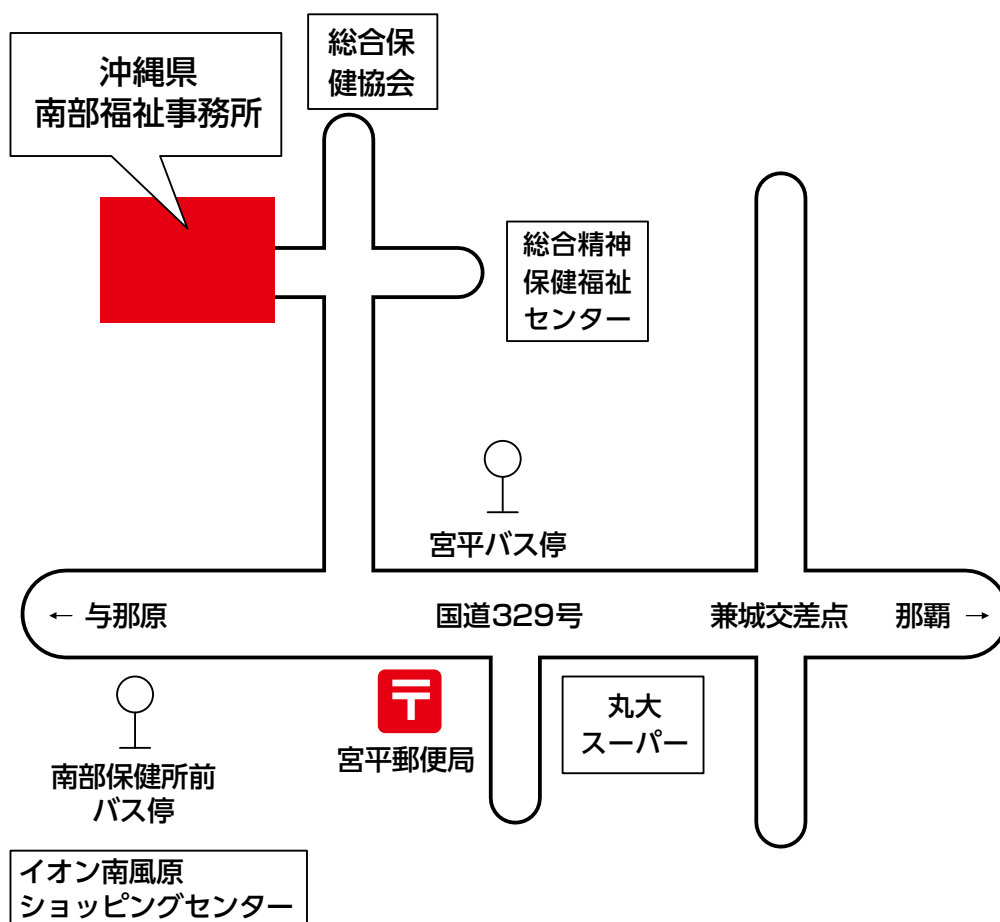 総合保
健協会
沖縄県
南部福祉事務所
総合精神
保健福祉
センター
宮平バス停
← 与那原
国道329号
兼城交差点
那覇 →
丸大
スーパー
宮平郵便局
南部保健所前
バス停
イオン南風原
ショッピングセンター